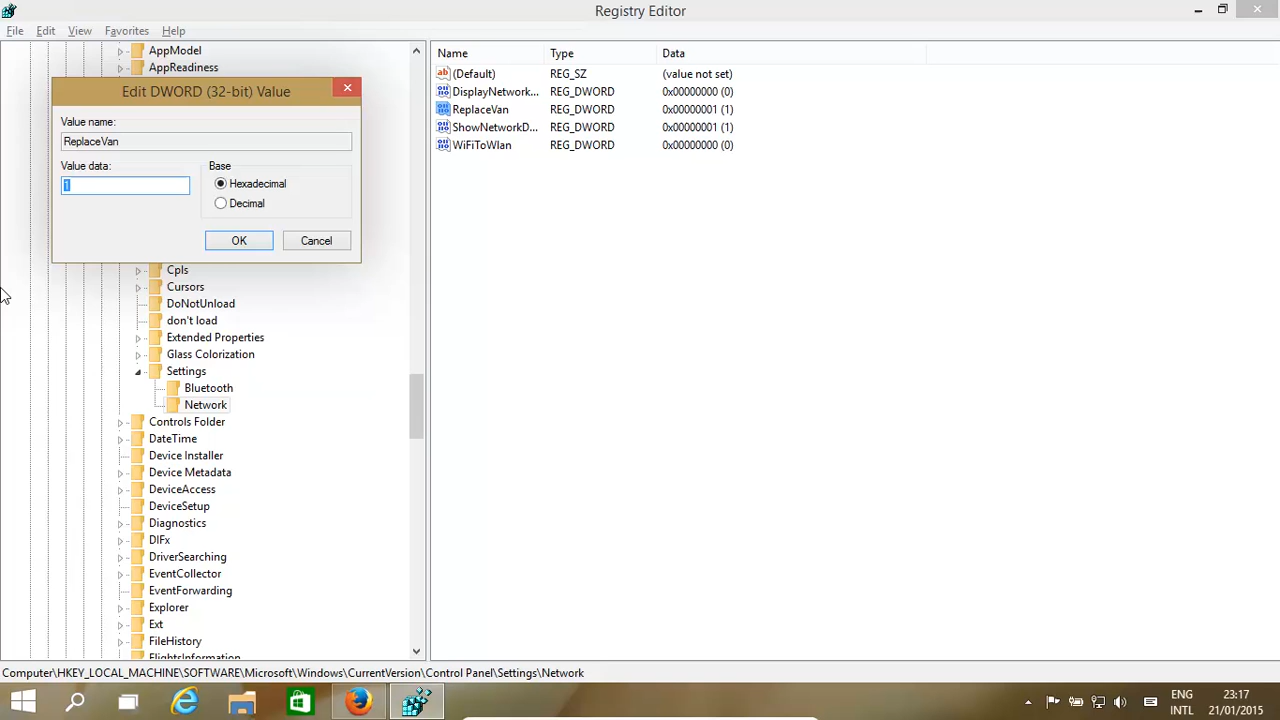 Registry Editor
File Edit View Favorites Help
AppModel
AppReadiness
Edit DWORD (32-bit) Value
Value name:
ReplaceVan
Value data:
1
Base
Hexadecimal
Decimal
OK Cancel
Cpls
Cursors
DoNotUnload
don't load
Extended Properties
Glass Colorization
Settings
Bluetooth
Network
Controls Folder
DateTime
Device Installer
Device Metadata
DeviceAccess
DeviceSetup
Diagnostics
DIFx
DriverSearching
EventCollector
EventForwarding
Explorer
Ext
FileHistory
FlightsInformation
Name Type Data
(Default) REG_SZ (value not set)
DisplayNetwork... REG_DWORD 0x00000000 (0)
ReplaceVan REG_DWORD 0x00000001 (1)
ShowNetworkD... REG_DWORD 0x00000001 (1)
WiFiToWlan REG_DWORD 0x00000000 (0)
Computer\HKEY_LOCAL_MACHINE\SOFTWARE\Microsoft\Windows\CurrentVersion\Control Panel\Settings\Network
ENG
INTL
23:17
21/01/2015